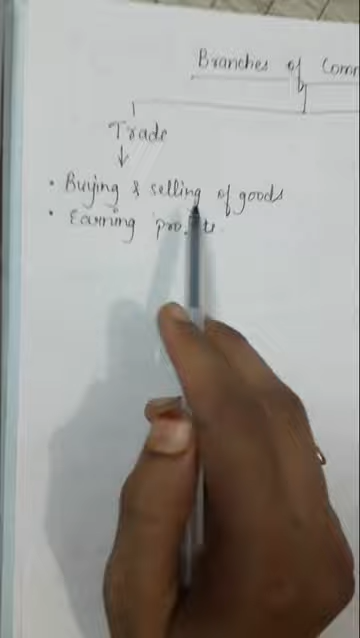 Branches of Comm
Trade
• Buying & selling of goods
• Earning